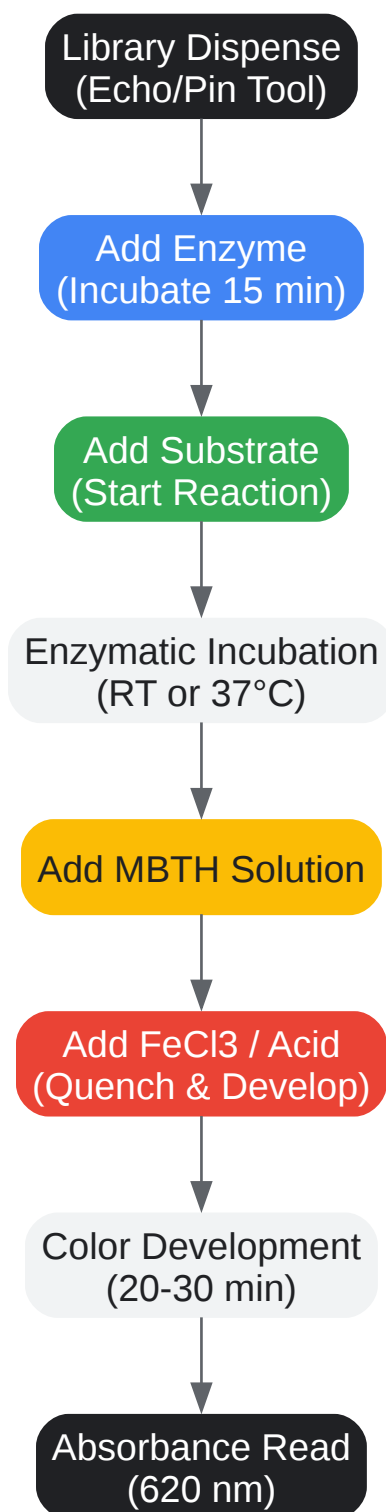 Library Dispense
(Echo/Pin Tool)
Add Enzyme
(Incubate 15 min)
Add Substrate
(Start Reaction)
Enzymatic Incubation
(RT or 37°C)
Add MBTH Solution
Add FeCl3 / Acid
(Quench & Develop)
Color Development
(20-30 min)
Absorbance Read
(620 nm)